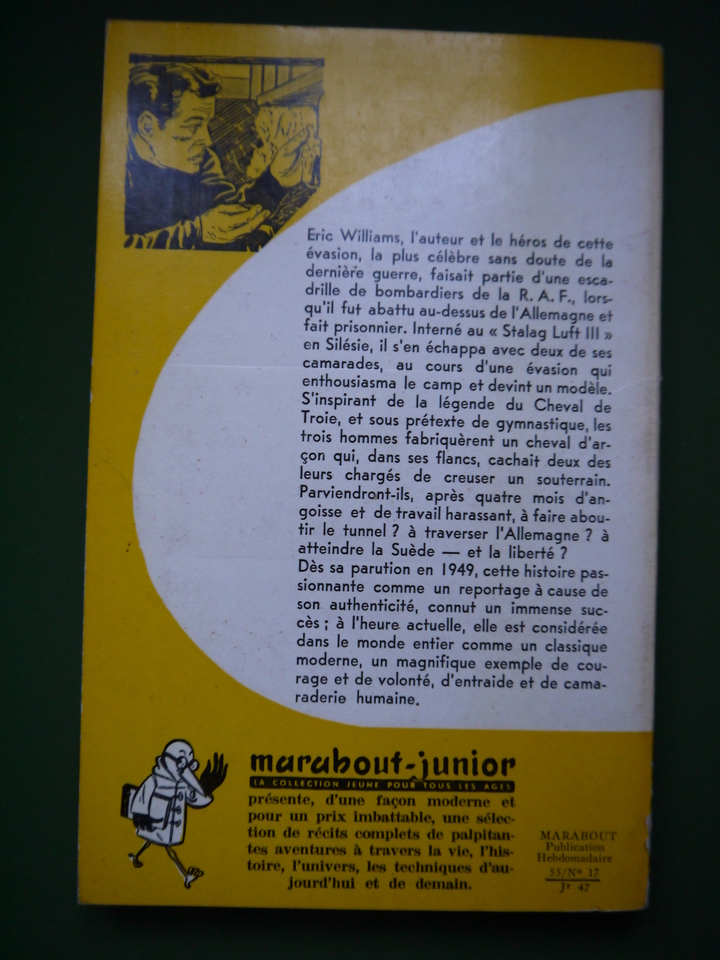 Eric Williams, l'auteur et le héros de cette
évasion, la plus célèbre sans doute de la
dernière guerre, faisait partie d'une esca-
drille de bombardiers de la R. A. F., lors-
qu'il fut abattu au-dessus de l'Allemagne et
fait prisonnier. Interné au « Stalag Luft III »
en Silésie, il s'en échappa avec deux de ses
camarades, au cours d'une évasion qui
enthousiasma le camp et devint un modèle.
S'inspirant de la légende du Cheval de
Troie, et sous prétexte de gymnastique, les
trois hommes fabriquèrent un cheval d'ar-
çon qui, dans ses flancs, cachait deux des
leurs chargés de creuser un souterrain.
Parviendront-ils, après quatre mois d'an-
goisse et de travail harassant, à faire abou-
tir le tunnel ? à traverser l'Allemagne ? à
atteindre la Suède — et la liberté ?
Dès sa parution en 1949, cette histoire pas-
sionnante comme un reportage à cause de
son authenticité, connut un immense suc-
cès ; à l'heure actuelle, elle est considérée
dans le monde entier comme un classique
moderne, un magnifique exemple de cou-
rage et de volonté, d'entraide et de cama-
raderie humaine.
marabout-junior
LA COLLECTION JEUNE POUR TOUS LES AGES
présente, d'une façon moderne et
pour un prix imbattable, une sélec-
tion de récits complets de palpitan-
tes aventures à travers la vie, l'his-
toire, l'univers, les techniques d'au-
jourd'hui et de demain.
MARABOUT
Publication
Hebdomadaire
55/Nº 17
Jr 47